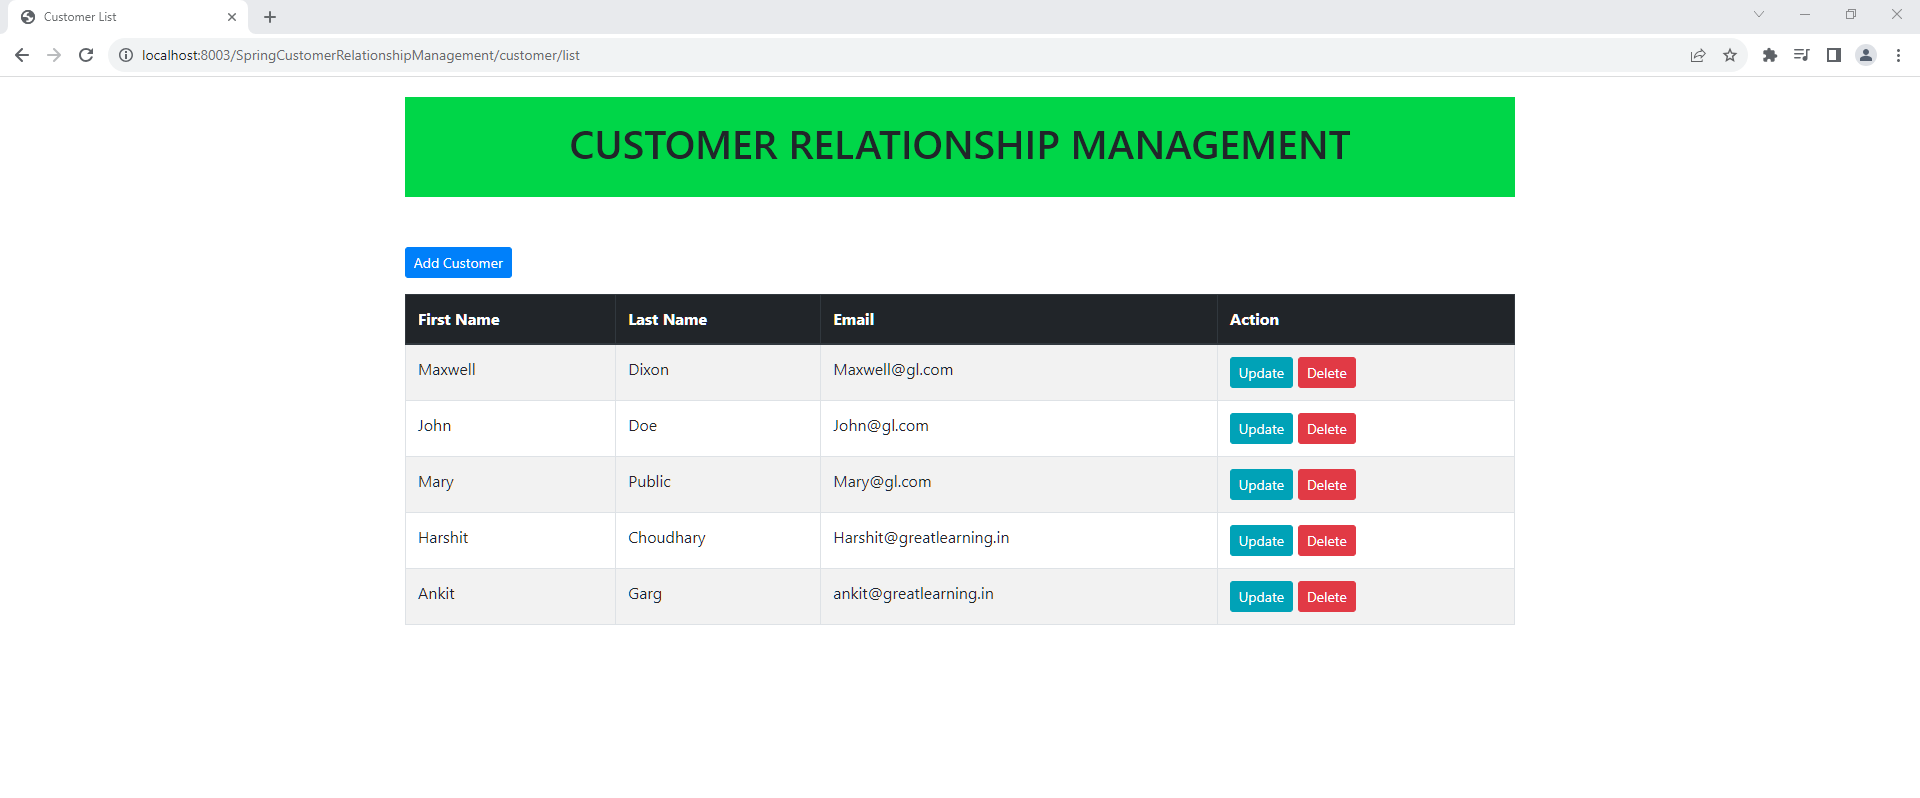 Customer List
localhost:8003/SpringCustomerRelationshipManagement/customer/list
CUSTOMER RELATIONSHIP MANAGEMENT
Add Customer
First Name Last Name Email Action
Maxwell Dixon Maxwell@gl.com Update Delete
John Doe John@gl.com Update Delete
Mary Public Mary@gl.com Update Delete
Harshit Choudhary Harshit@greatlearning.in Update Delete
Ankit Garg ankit@greatlearning.in Update Delete